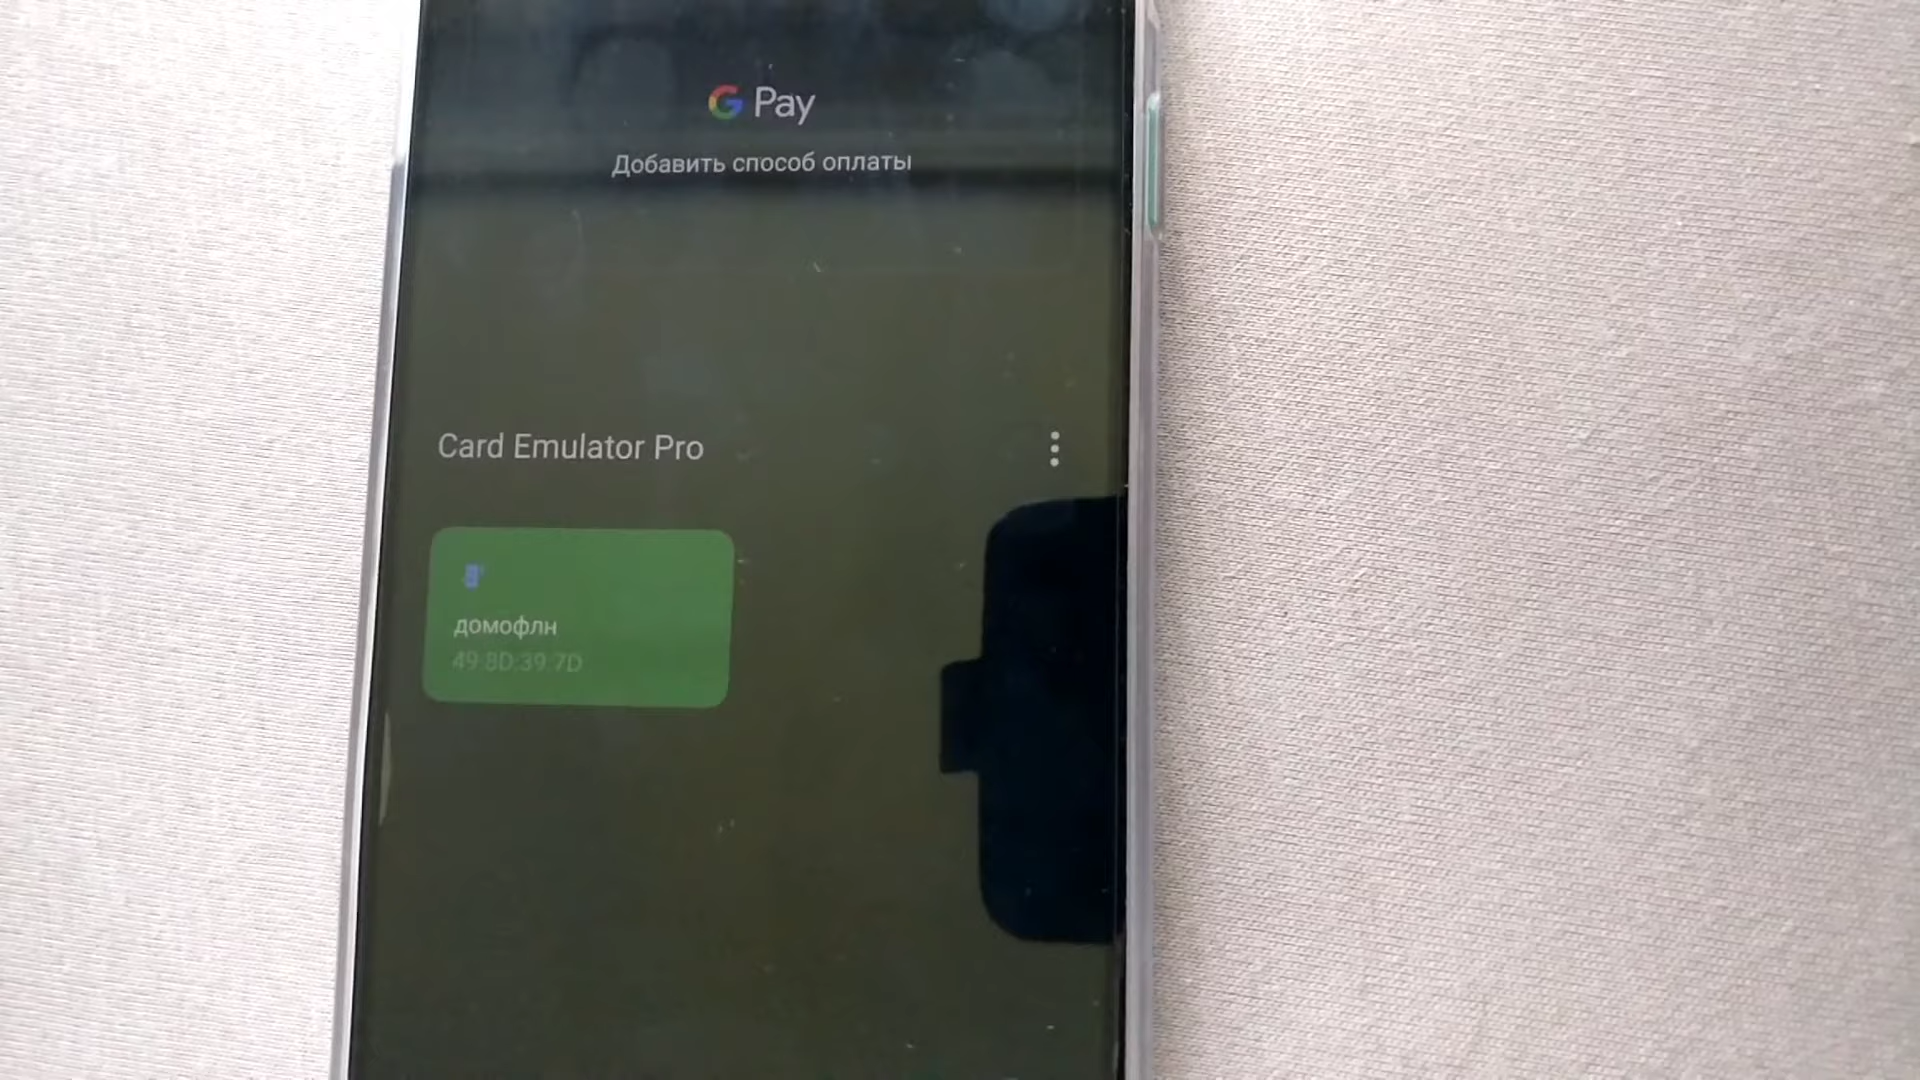 G Pay
Добавить способ оплаты
Card Emulator Pro
домофлн
49:8D:39:7D